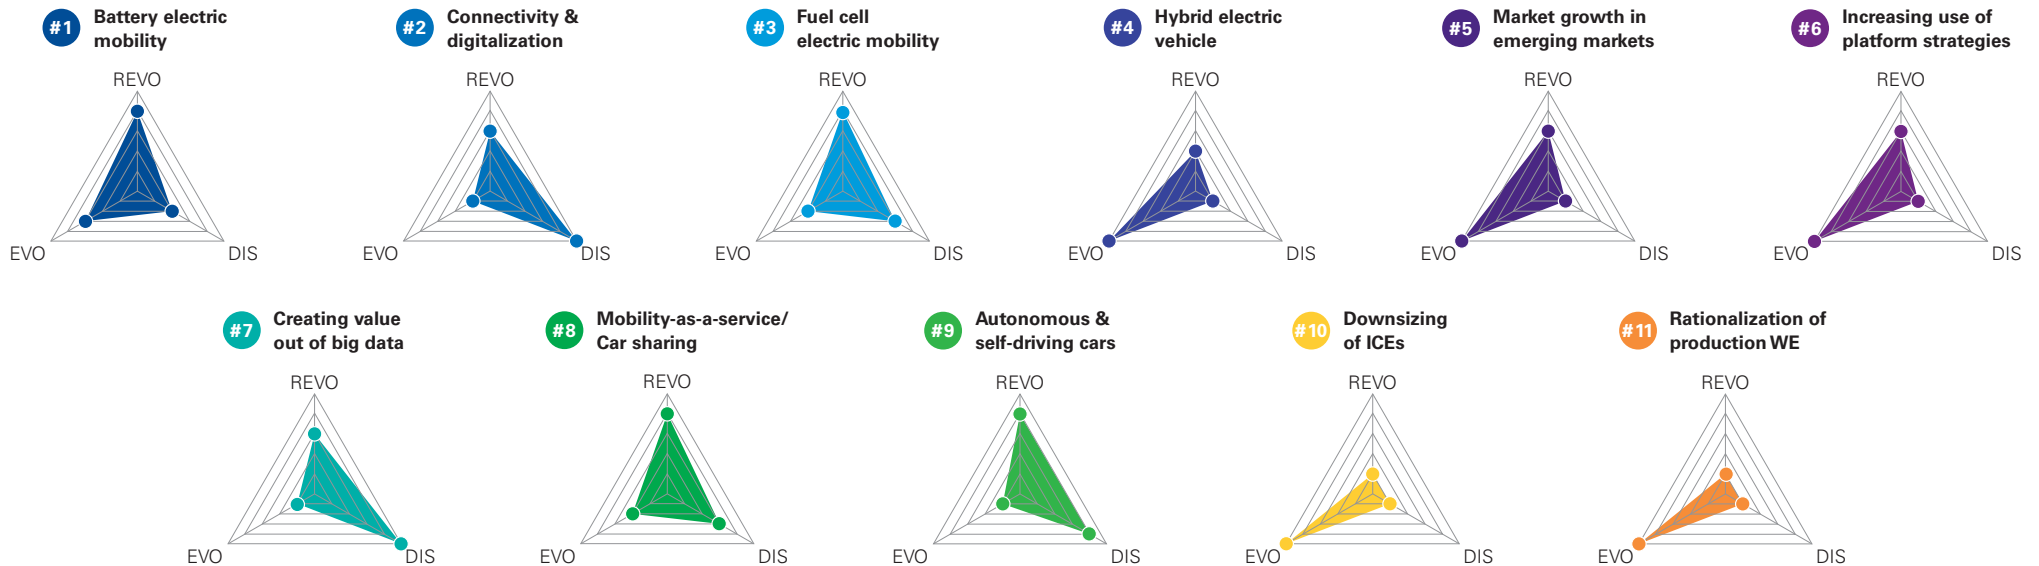 #1 Battery electric
mobility
REVO
EVO DIS
#2 Connectivity &
digitalization
REVO
EVO DIS
#3 Fuel cell
electric mobility
REVO
EVO DIS
#4 Hybrid electric
vehicle
REVO
EVO DIS
#5 Market growth in
emerging markets
REVO
EVO DIS
#6 Increasing use of
platform strategies
REVO
EVO DIS
#7 Creating value
out of big data
REVO
EVO DIS
#8 Mobility-as-a-service/
Car sharing
REVO
EVO DIS
#9 Autonomous &
self-driving cars
REVO
EVO DIS
#10 Downsizing
of ICEs
REVO
EVO DIS
#11 Rationalization of
production WE
REVO
EVO DIS